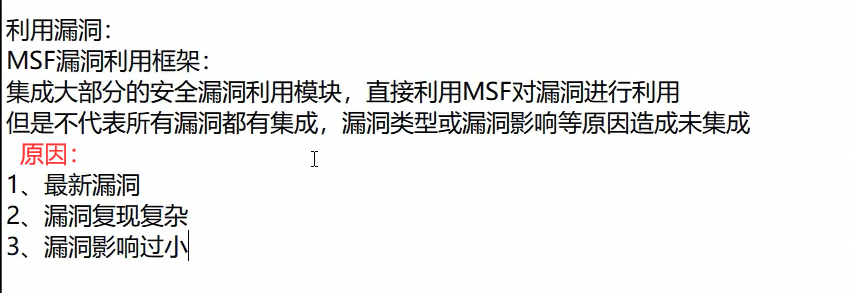 利用漏洞：
MSF漏洞利用框架：
集成大部分的安全漏洞利用模块，直接利用MSF对漏洞进行利用
但是不代表所有漏洞都有集成，漏洞类型或漏洞影响等原因造成未集成
原因：
1、最新漏洞
2、漏洞复现复杂
3、漏洞影响过小